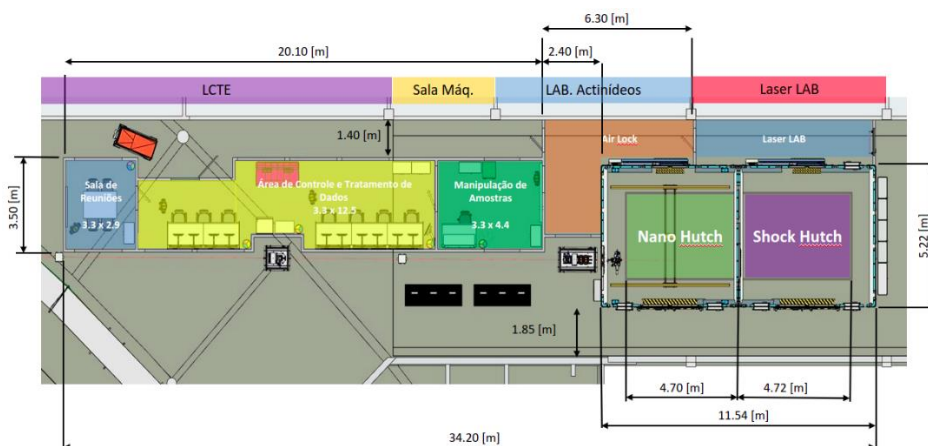 6.30 [m]
20.10 [m]
2.40 [m]
LCTE
Sala Máq.
LAB. Actinídeos
Laser LAB
1.40 [m]
Air Lock
Laser LAB
3.50 [m]
Sala de
Reuniões
3.3 x 2.9
Área de Controle e Tratamento de
Dados
3.3 x 12.5
Manipulação de
Amostras
3.3 x 4.4
Nano Hutch
Shock Hutch
5.22 [m]
1.85 [m]
4.70 [m]
4.72 [m]
11.54 [m]
34.20 [m]